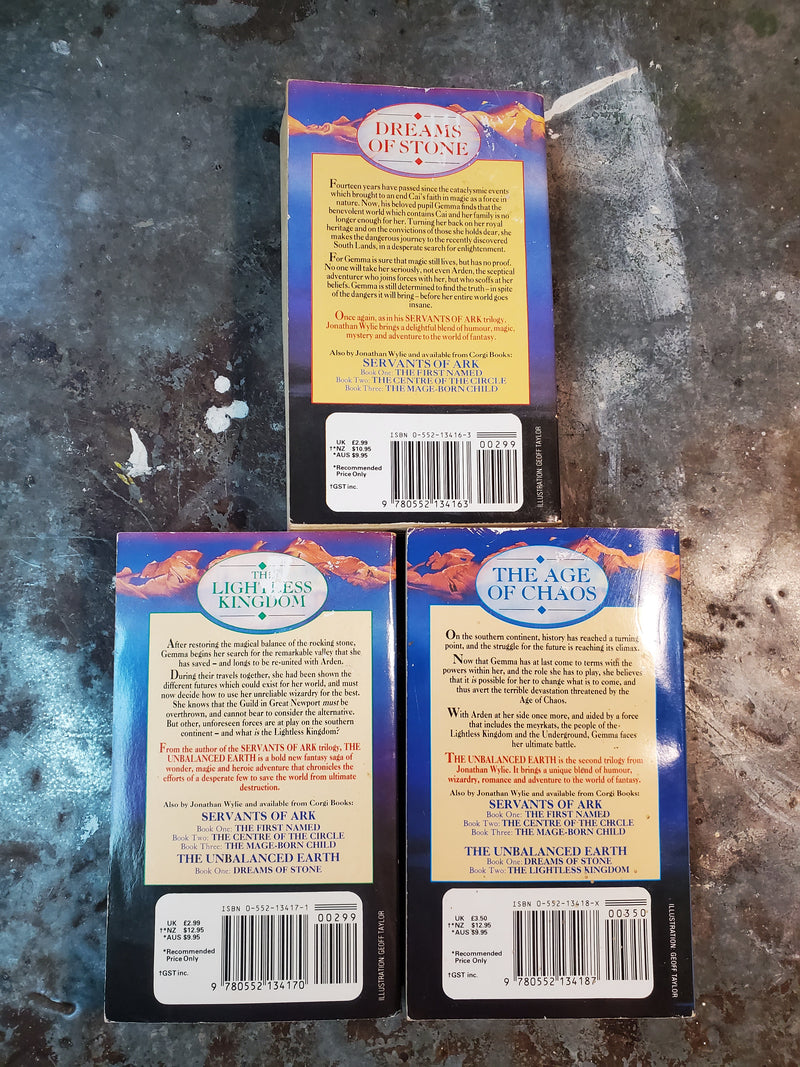 DREAMS
OF STONE
Fourteen years have passed since the cataclysmic events
which brought to an end Cai's faith in magic as a force in
nature. Now, his beloved pupil Gemma finds that the
benevolent world which contains Cai and her family is no
longer enough for her. Turning her back on her royal
heritage and on the convictions of those she holds dear, she
makes the dangerous journey to the recently discovered
South Lands, in a desperate search for enlightenment.
For Gemma is sure that magic still lives, but has no proof.
No one will take her seriously, not even Arden, the sceptical
adventurer who joins forces with her, but who scoffs at her
beliefs. Gemma is still determined to find the truth – in spite
of the dangers it will bring – before her entire world goes
insane.
Once again, as in his SERVANTS OF ARK trilogy,
Jonathan Wylie brings a delightful blend of humour, magic,
mystery and adventure to the world of fantasy.
Also by Jonathan Wylie and available from Corgi Books:
SERVANTS OF ARK
Book One: THE FIRST NAMED
Book Two: THE CENTRE OF THE CIRCLE
Book Three: THE MAGE-BORN CHILD
UK £2.99
†*NZ $10.95
*AUS $9.95
*Recommended
Price Only
†GST inc.
ISBN 0-552-13416-3
00299
9 780552 134163
ILLUSTRATION: GEOFF TAYLOR
THE
LIGHTLESS
KINGDOM
After restoring the magical balance of the rocking stone,
Gemma begins her search for the remarkable valley that she
has saved – and longs to be re-united with Arden.
During their travels together, she had been shown the
different futures which could exist for her world, and must
now decide how to use her unreliable wizardry for the best.
She knows that the Guild in Great Newport must be
overthrown, and cannot bear to consider the alternative.
But other, unforeseen forces are at play on the southern
continent – and what is the Lightless Kingdom?
From the author of the SERVANTS OF ARK trilogy, THE
UNBALANCED EARTH is a bold new fantasy saga of
wonder, magic and heroic adventure that chronicles the
efforts of a desperate few to save the world from ultimate
destruction.
Also by Jonathan Wylie and available from Corgi Books:
SERVANTS OF ARK
Book One: THE FIRST NAMED
Book Two: THE CENTRE OF THE CIRCLE
Book Three: THE MAGE-BORN CHILD
THE UNBALANCED EARTH
Book One: DREAMS OF STONE
UK £2.99
†*NZ $12.95
*AUS $9.95
*Recommended
Price Only
†GST inc.
ISBN 0-552-13417-1
00299
9 780552 134170
ILLUSTRATION: GEOFF TAYLOR
THE AGE
OF CHAOS
On the southern continent, history has reached a turning
point, and the struggle for the future is reaching its climax.
Now that Gemma has at last come to terms with the
powers within her, and the role she has to play, she believes
that it is possible for her to change what is to come, and
thus avert the terrible devastation threatened by the
Age of Chaos.
With Arden at her side once more, and aided by a force
that includes the meyrkats, the people of the
Lightless Kingdom and the Underground, Gemma faces
her ultimate battle.
THE UNBALANCED EARTH is the second trilogy from
Jonathan Wylie. It brings a unique blend of humour,
wizardry, romance and adventure to the world of fantasy.
Also by Jonathan Wylie and available from Corgi Books:
SERVANTS OF ARK
Book One: THE FIRST NAMED
Book Two: THE CENTRE OF THE CIRCLE
Book Three: THE MAGE-BORN CHILD
THE UNBALANCED EARTH
Book One: DREAMS OF STONE
Book Two: THE LIGHTLESS KINGDOM
UK £3.50
†*NZ $12.95
*AUS $9.95
*Recommended
Price Only
†GST inc.
ISBN 0-552-13418-X
00350
9 780552 134187
ILLUSTRATION: GEOFF TAYLOR